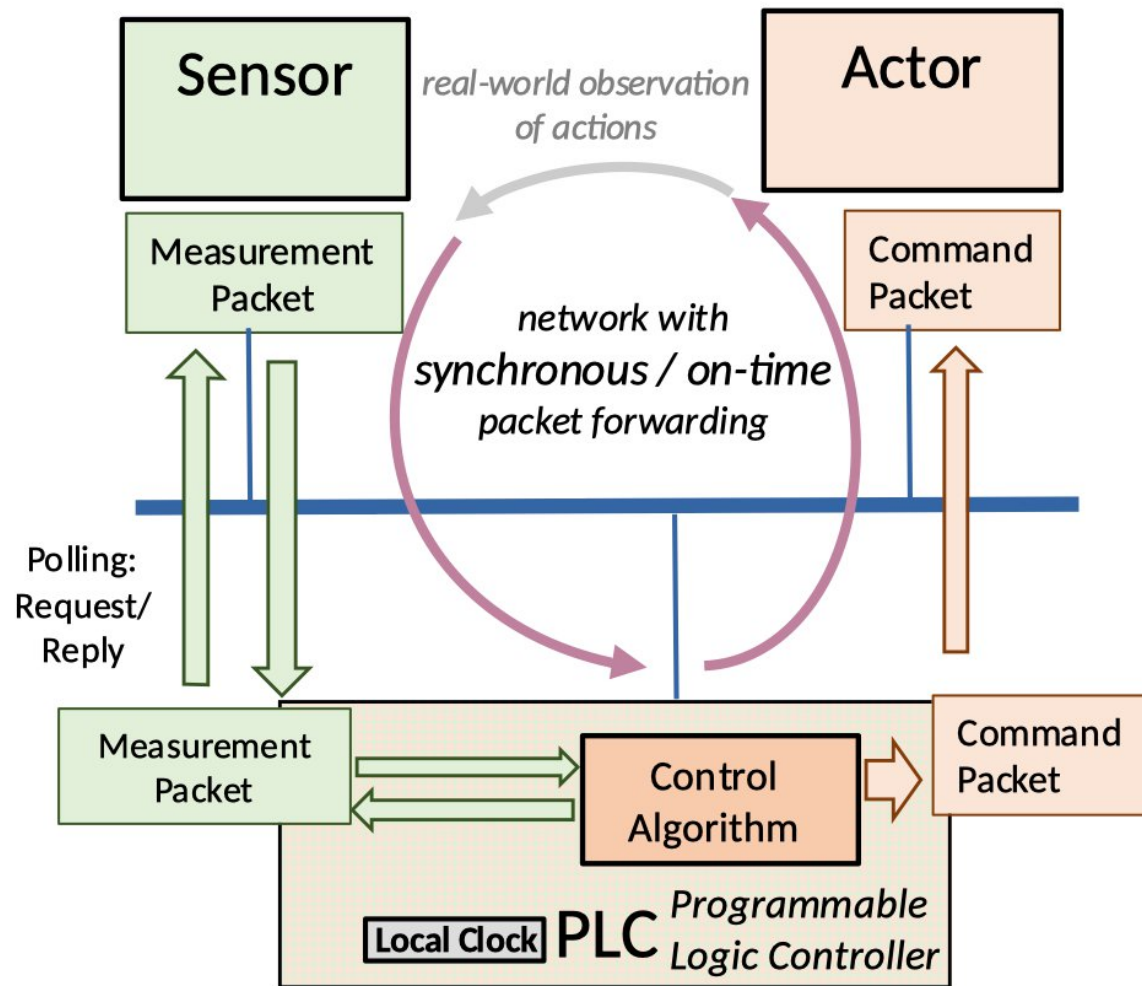 Sensor
real-world observation
of actions
Actor
Measurement
Packet
Command
Packet
network with
synchronous / on-time
packet forwarding
Polling:
Request/
Reply
Measurement
Packet
Control
Algorithm
Command
Packet
Local Clock
PLC
Programmable
Logic Controller